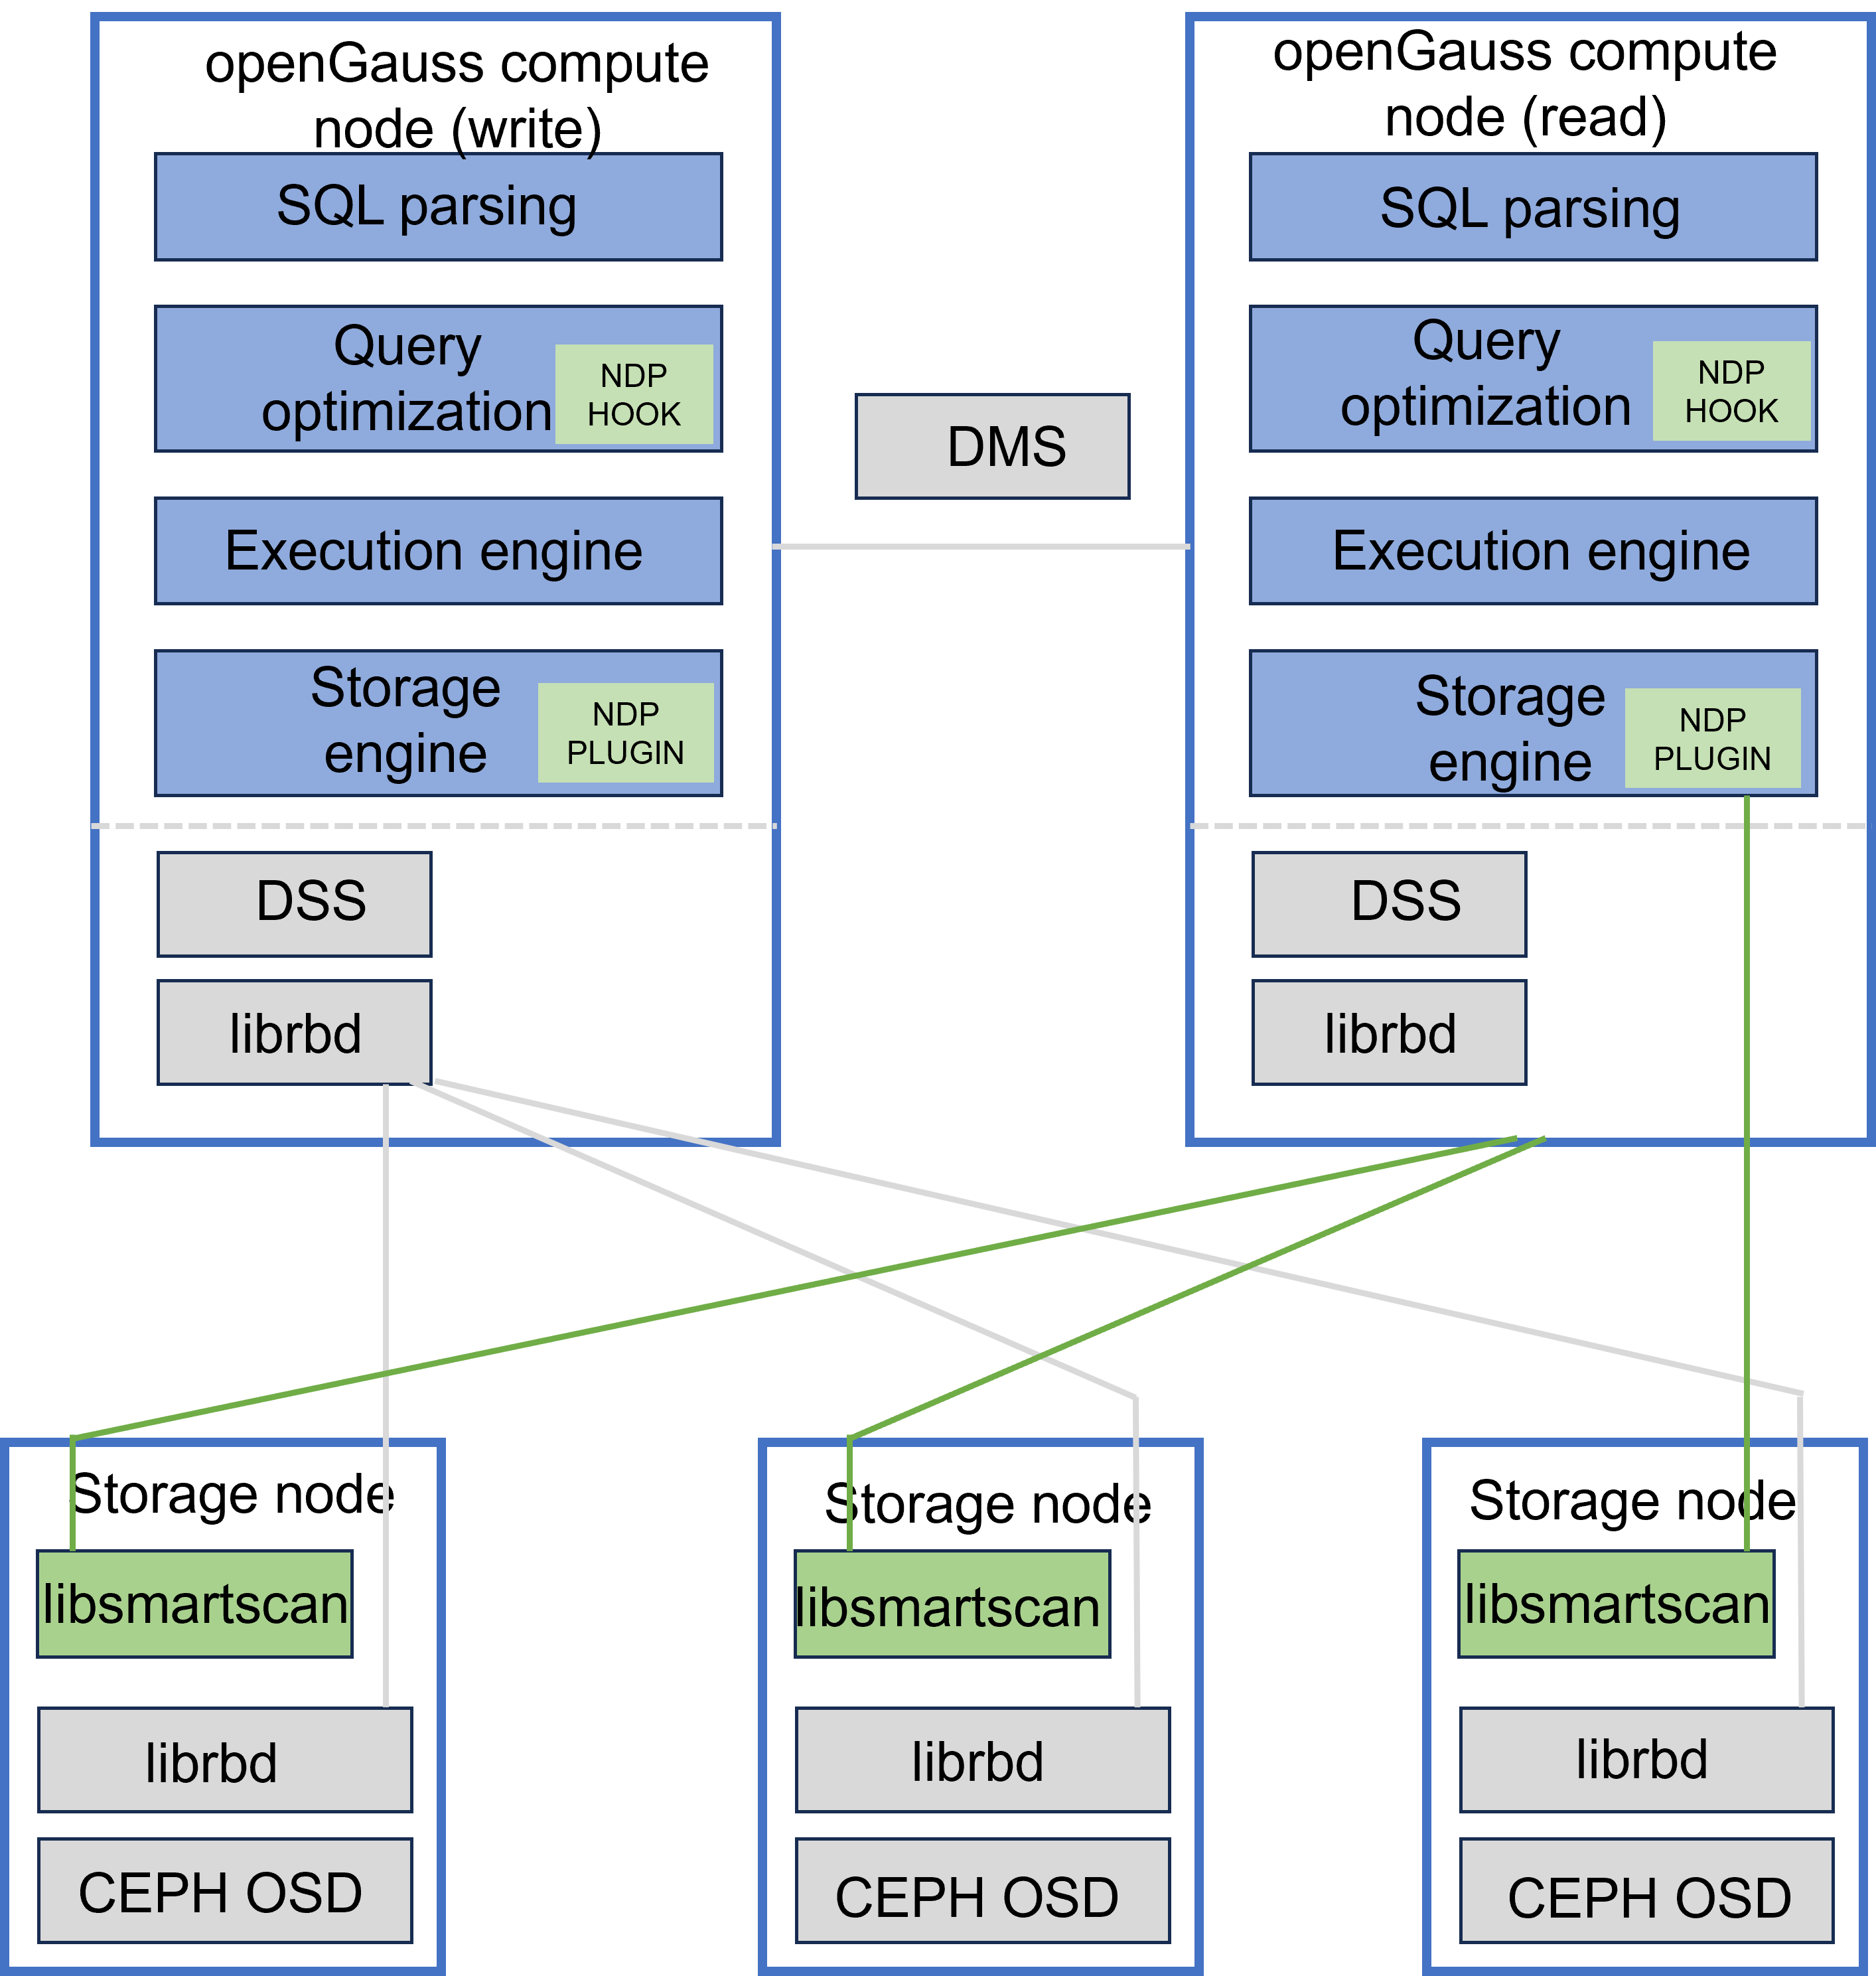 openGauss compute
node (write)
SQL parsing
Query
optimization
NDP
HOOK
Execution engine
Storage
engine
NDP
PLUGIN
DSS
librbd
DMS
openGauss compute
node (read)
SQL parsing
Query
optimization
NDP
HOOK
Execution engine
Storage
engine
NDP
PLUGIN
DSS
librbd
Storage node
libsmartscan
librbd
CEPH OSD
Storage node
libsmartscan
librbd
CEPH OSD
Storage node
libsmartscan
librbd
CEPH OSD